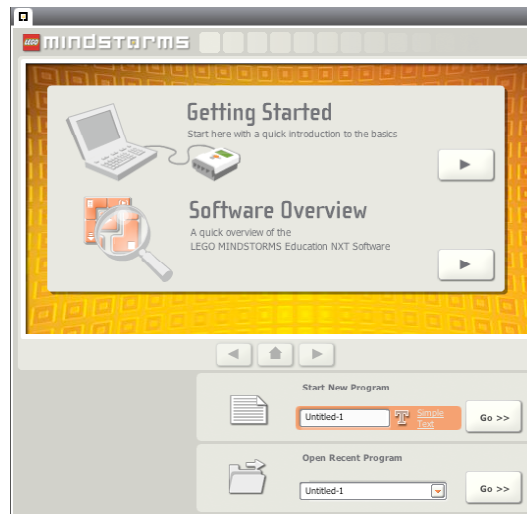 LEGO mindstorms
Getting Started
Start here with a quick introduction to the basics
Software Overview
A quick overview of the
LEGO MINDSTORMS Education NXT Software
Start New Program
Untitled-1
T
Simple
Text
Go >>
Open Recent Program
Untitled-1
Go >>